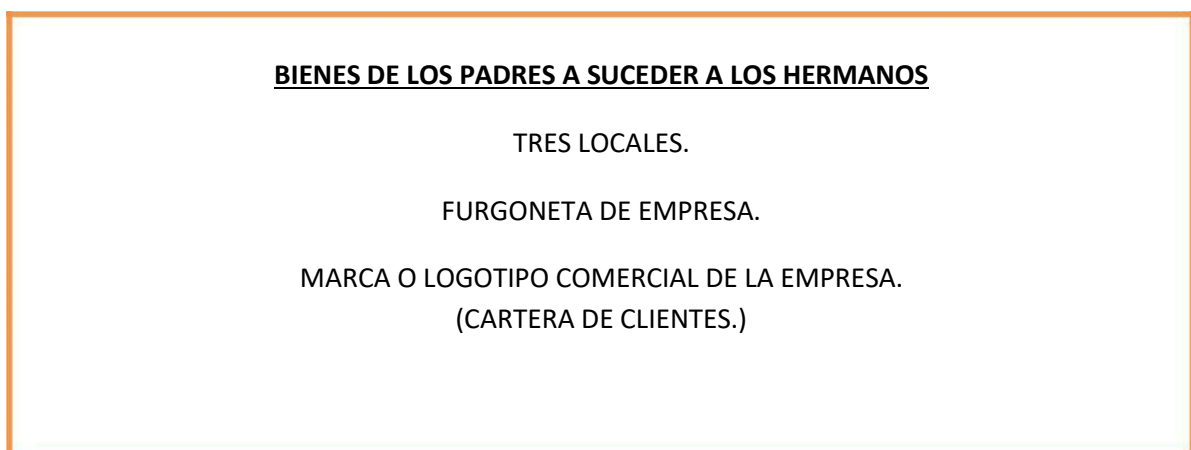 BIENES DE LOS PADRES A SUCEDER A LOS HERMANOS
TRES LOCALES.
FURGONETA DE EMPRESA.
MARCA O LOGOTIPO COMERCIAL DE LA EMPRESA.
(CARTERA DE CLIENTES.)